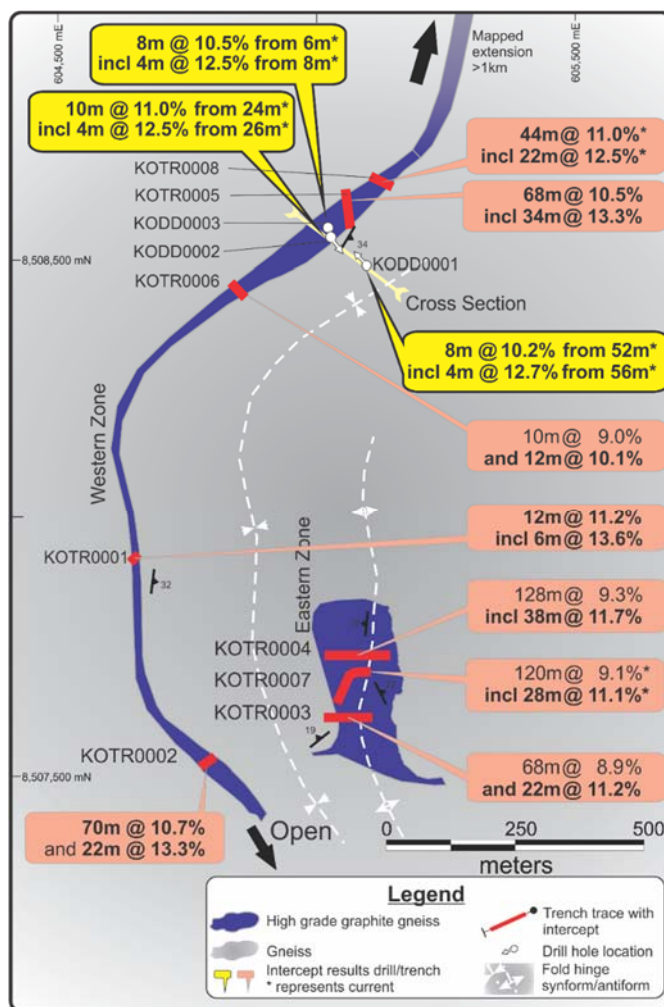 604,500 mE
605,500 mE
8m @ 10.5% from 6m*
incl 4m @ 12.5% from 8m*
Mapped
extension
>1km
10m @ 11.0% from 24m*
incl 4m @ 12.5% from 26m*
44m@ 11.0%*
incl 22m@ 12.5%*
KOTR0008
KOTR0005
KODD0003
KODD0002
68m@ 10.5%
incl 34m@ 13.3%
34
8,508,500 mN
KODD0001
KOTR0006
Cross Section
8m @ 10.2% from 52m*
incl 4m @ 12.7% from 56m*
Western Zone
10m@ 9.0%
and 12m@ 10.1%
12m@ 11.2%
incl 6m@ 13.6%
KOTR0001
32
Eastern Zone
128m@ 9.3%
incl 38m@ 11.7%
KOTR0004
KOTR0007
120m@ 9.1%*
incl 28m@ 11.1%*
KOTR0003
19
KOTR0002
68m@ 8.9%
and 22m@ 11.2%
8,507,500 mN
70m @ 10.7%
and 22m @ 13.3%
Open
0 250 500
meters
Legend
High grade graphite gneiss
Gneiss
Intercept results drill/trench
* represents current
Trench trace with
intercept
Drill hole location
Fold hinge
synform/antiform